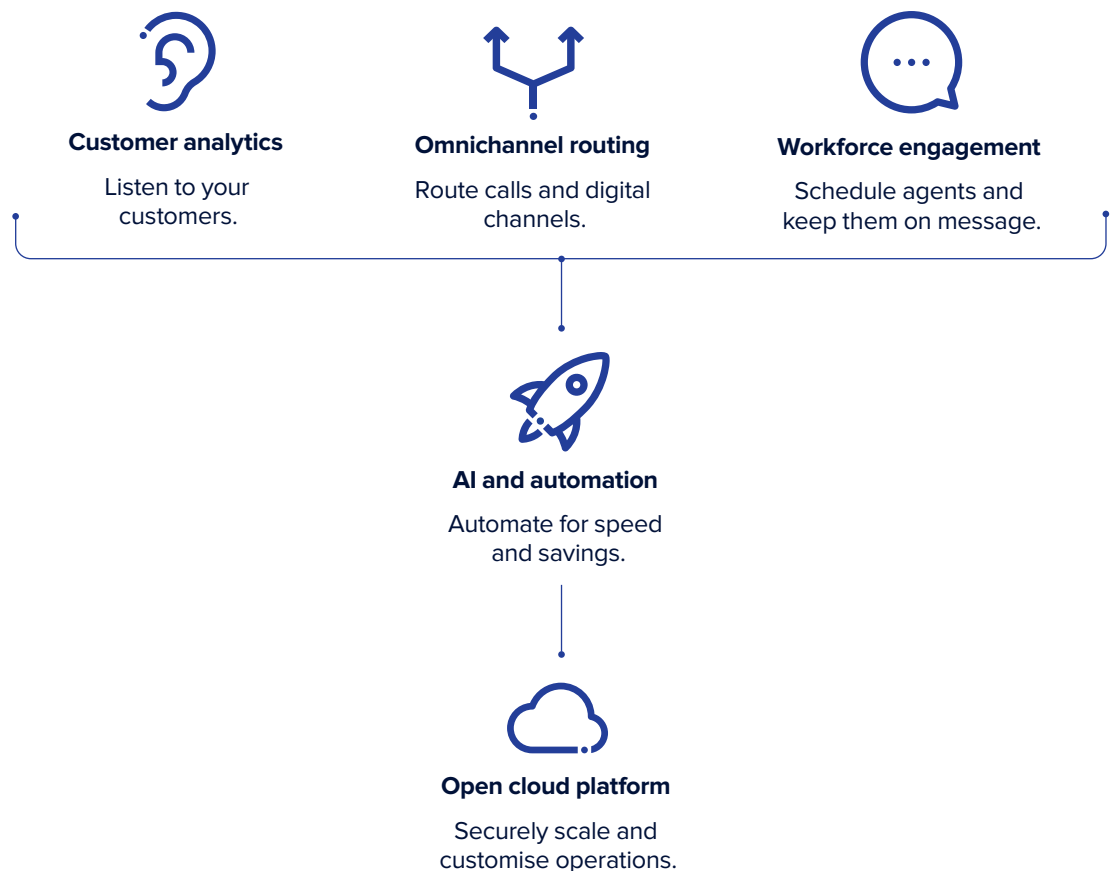 Customer analytics
Listen to your
customers.
Omnichannel routing
Route calls and digital
channels.
Workforce engagement
Schedule agents and
keep them on message.
AI and automation
Automate for speed
and savings.
Open cloud platform
Securely scale and
customise operations.